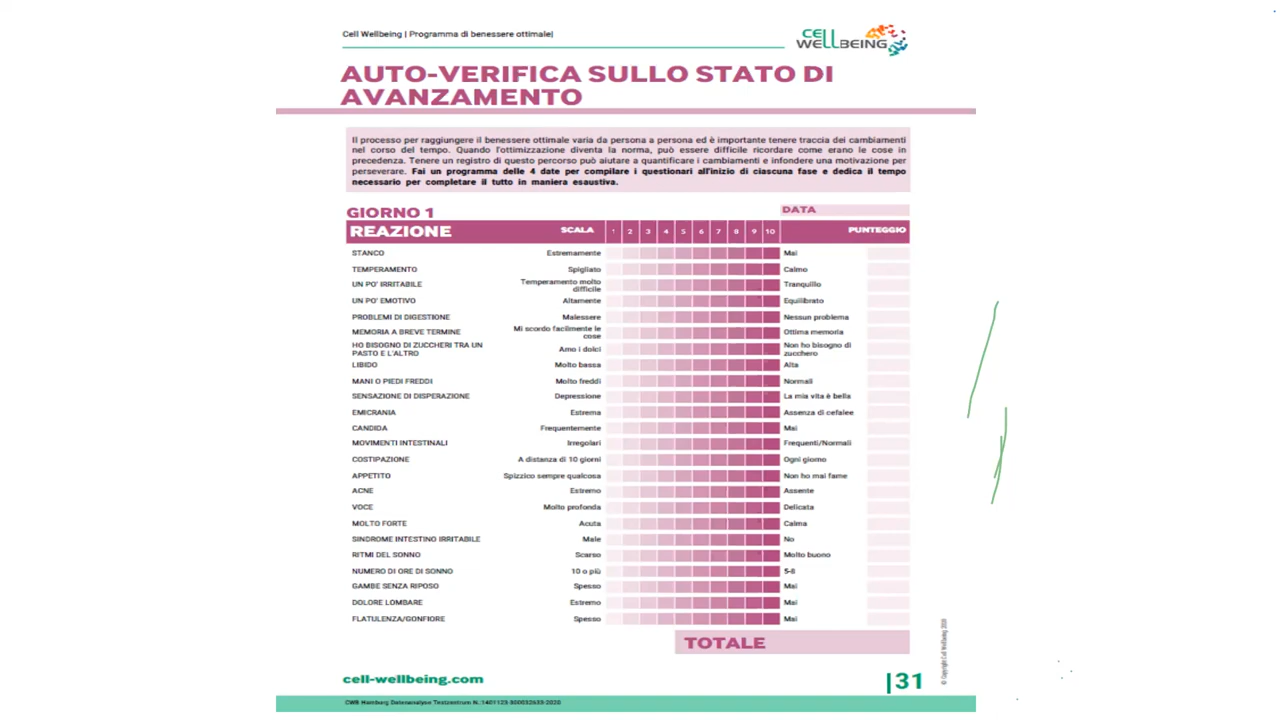 Cell Wellbeing | Programma di benessere ottimale|
CELL
WELLBEING
AUTO-VERIFICA SULLO STATO DI
AVANZAMENTO
Il processo per raggiungere il benessere ottimale varia da persona a persona ed è importante tenere traccia dei cambiamenti
nel corso del tempo. Quando l'ottimizzazione diventa la norma, può essere difficile ricordare come erano le cose in
precedenza. Tenere un registro di questo percorso può aiutare a quantificare i cambiamenti e infondere una motivazione per
perseverare. Fai un programma delle 4 date per compilare i questionari all'inizio di ciascuna fase e dedica il tempo
necessario per completare il tutto in maniera esaustiva.
GIORNO 1 DATA
REAZIONE SCALA 1 2 3 4 5 6 7 8 9 10 PUNTEGGIO
STANCO Estremamente Mai
TEMPERAMENTO Spigliato Calmo
UN PO' IRRITABILE Temperamento molto difficile Tranquillo
UN PO' EMOTIVO Altamente Equilibrato
PROBLEMI DI DIGESTIONE Malessere Nessun problema
MEMORIA A BREVE TERMINE Mi scordo facilmente le cose Ottima memoria
HO BISOGNO DI ZUCCHERI TRA UN PASTO E L'ALTRO Amo i dolci Non ho bisogno di zucchero
LIBIDO Molto bassa Alta
MANI O PIEDI FREDDI Molto freddi Normali
SENSAZIONE DI DISPERAZIONE Depressione La mia vita è bella
EMICRANIA Estrema Assenza di cefalee
CANDIDA Frequentemente Mai
MOVIMENTI INTESTINALI Irregolari Frequenti/Normali
COSTIPAZIONE A distanza di 10 giorni Ogni giorno
APPETITO Spizzico sempre qualcosa Non ho mai fame
ACNE Estremo Assente
VOCE Molto profonda Delicata
MOLTO FORTE Acuta Calma
SINDROME INTESTINO IRRITABILE Male No
RITMI DEL SONNO Scarso Molto buono
NUMERO DI ORE DI SONNO 10 o più 5-8
GAMBE SENZA RIPOSO Spesso Mai
DOLORE LOMBARE Estremo Mai
FLATULENZA/GONFIORE Spesso Mai
TOTALE
© Copyright Cell Wellbeing 2020
cell-wellbeing.com |31
CWB Hamburg Datenanalyse Textzentrum N.:1401123-300032633-2020